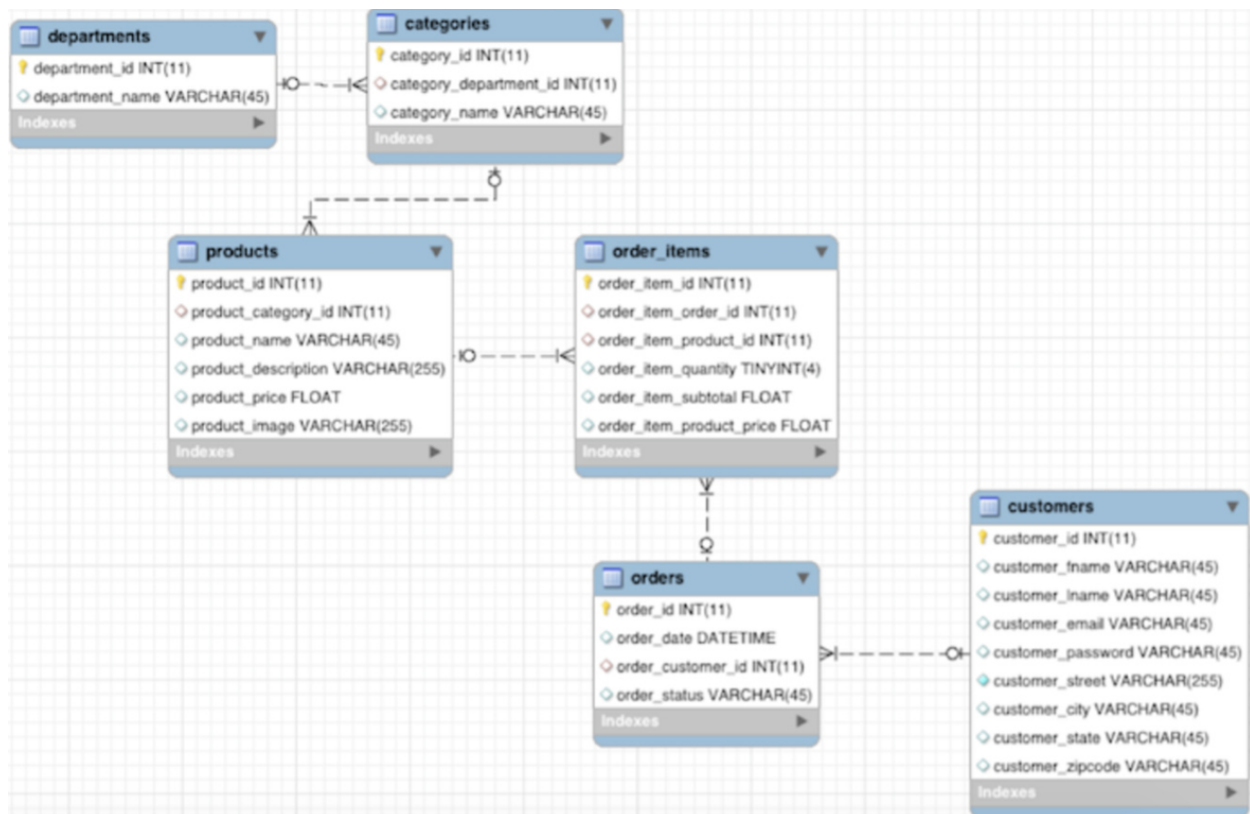 departments
department_id INT(11)
department_name VARCHAR(45)
Indexes
categories
category_id INT(11)
category_department_id INT(11)
category_name VARCHAR(45)
Indexes
products
product_id INT(11)
product_category_id INT(11)
product_name VARCHAR(45)
product_description VARCHAR(255)
product_price FLOAT
product_image VARCHAR(255)
Indexes
order_items
order_item_id INT(11)
order_item_order_id INT(11)
order_item_product_id INT(11)
order_item_quantity TINYINT(4)
order_item_subtotal FLOAT
order_item_product_price FLOAT
Indexes
orders
order_id INT(11)
order_date DATETIME
order_customer_id INT(11)
order_status VARCHAR(45)
Indexes
customers
customer_id INT(11)
customer_fname VARCHAR(45)
customer_lname VARCHAR(45)
customer_email VARCHAR(45)
customer_password VARCHAR(45)
customer_street VARCHAR(255)
customer_city VARCHAR(45)
customer_state VARCHAR(45)
customer_zipcode VARCHAR(45)
Indexes